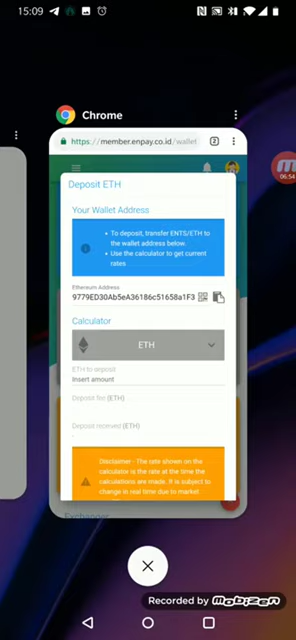 15:09
Chrome
https://member.enpay.co.id/wallet
2
06:54
Deposit ETH
Your Wallet Address
• To deposit, transfer ENTS/ETH to
the wallet address below.
• Use the calculator to get current
rates
Ethereum Address
9779ED30Ab5eA36186c51658a1F3
Calculator
ETH
ETH to deposit
Insert amount
Deposit fee (ETH)
Deposit received (ETH)
Disclaimer - The rate shown on the
calculator is the rate at the time the
calculations are made. It is subject to
change in real time due to market
Exchanger
Recorded by Mobizen